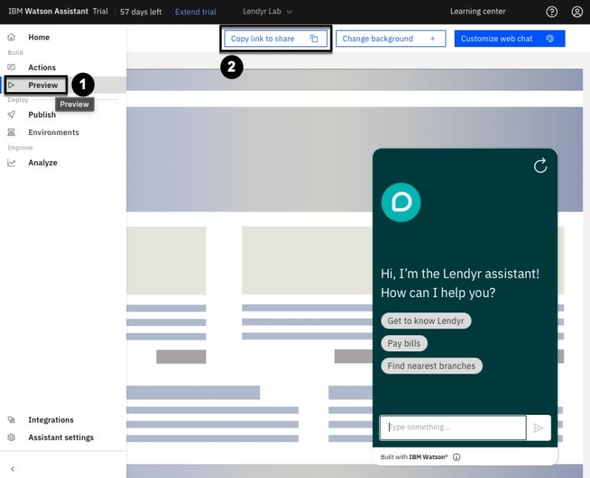 IBM Watson Assistant Trial 57 days left Extend trial Lendyr Lab Learning center
Home
Build
Actions
Preview
1
Preview
Deploy
Publish
Environments
Improve
Analyze
Integrations
Assistant settings
Copy link to share
Change background +
Customize web chat
2
Hi, I'm the Lendyr assistant!
How can I help you?
Get to know Lendyr
Pay bills
Find nearest branches
Type something...
Built with IBM Watson®